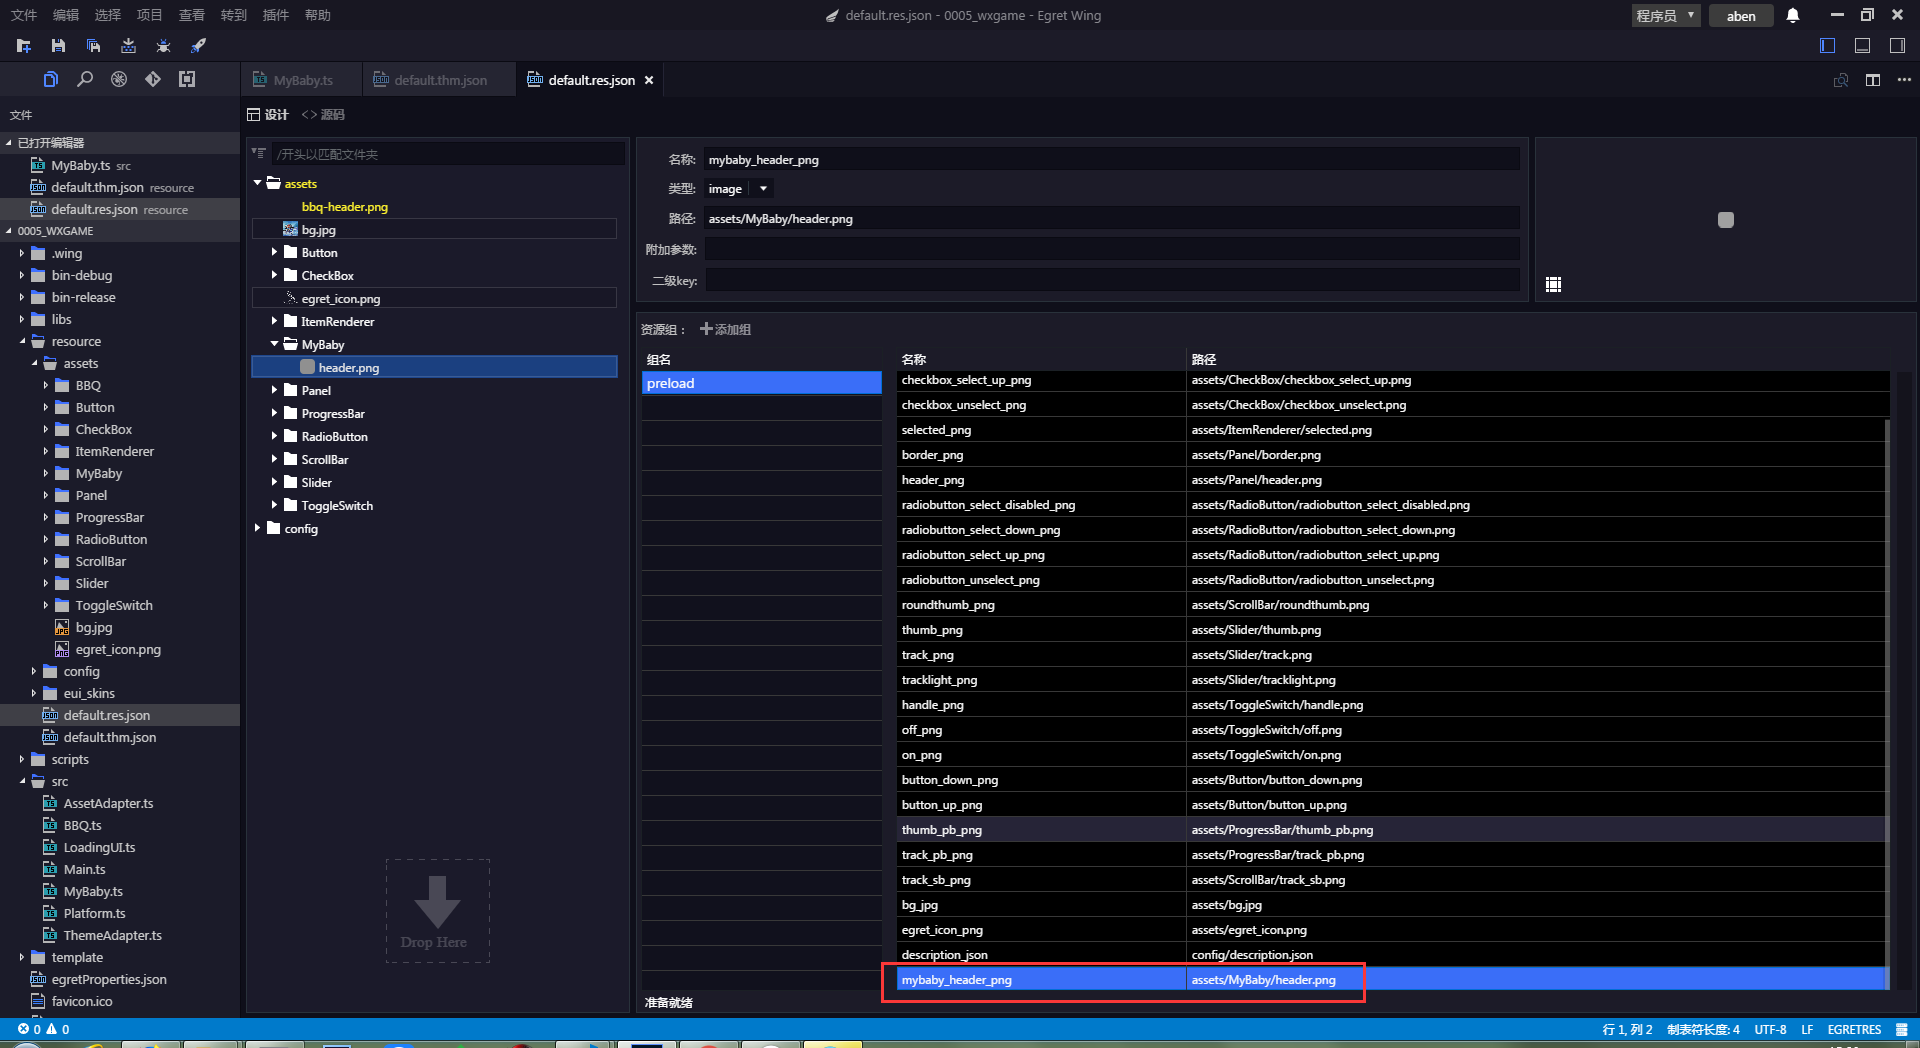 文件 编辑 选择 项目 查看 转到 插件 帮助
default.res.json - 0005_wxgame - Egret Wing
程序员 aben
MyBaby.ts
default.thm.json
default.res.json
文件
设计 <> 源码
已打开编辑器
MyBaby.ts src
default.thm.json resource
default.res.json resource
0005_WXGAME
.wing
bin-debug
bin-release
libs
resource
assets
BBQ
Button
CheckBox
ItemRenderer
MyBaby
Panel
ProgressBar
RadioButton
ScrollBar
Slider
ToggleSwitch
bg.jpg
egret_icon.png
config
eui_skins
default.res.json
default.thm.json
scripts
src
AssetAdapter.ts
BBQ.ts
LoadingUI.ts
Main.ts
MyBaby.ts
Platform.ts
ThemeAdapter.ts
template
egretProperties.json
favicon.ico
/开头以匹配文件夹
assets
bbq-header.png
bg.jpg
Button
CheckBox
egret_icon.png
ItemRenderer
MyBaby
header.png
Panel
ProgressBar
RadioButton
ScrollBar
Slider
ToggleSwitch
config
Drop Here
名称: mybaby_header_png
类型: image
路径: assets/MyBaby/header.png
附加参数:
二级key:
资源组： 添加组
组名
preload
名称 路径
checkbox_select_up_png assets/CheckBox/checkbox_select_up.png
checkbox_unselect_png assets/CheckBox/checkbox_unselect.png
selected_png assets/ItemRenderer/selected.png
border_png assets/Panel/border.png
header_png assets/Panel/header.png
radiobutton_select_disabled_png assets/RadioButton/radiobutton_select_disabled.png
radiobutton_select_down_png assets/RadioButton/radiobutton_select_down.png
radiobutton_select_up_png assets/RadioButton/radiobutton_select_up.png
radiobutton_unselect_png assets/RadioButton/radiobutton_unselect.png
roundthumb_png assets/ScrollBar/roundthumb.png
thumb_png assets/Slider/thumb.png
track_png assets/Slider/track.png
tracklight_png assets/Slider/tracklight.png
handle_png assets/ToggleSwitch/handle.png
off_png assets/ToggleSwitch/off.png
on_png assets/ToggleSwitch/on.png
button_down_png assets/Button/button_down.png
button_up_png assets/Button/button_up.png
thumb_pb_png assets/ProgressBar/thumb_pb.png
track_pb_png assets/ProgressBar/track_pb.png
track_sb_png assets/ScrollBar/track_sb.png
bg_jpg assets/bg.jpg
egret_icon_png assets/egret_icon.png
description_json config/description.json
mybaby_header_png assets/MyBaby/header.png
准备就绪
0 0
行 1, 列 2 制表符长度: 4 UTF-8 LF EGRETRES